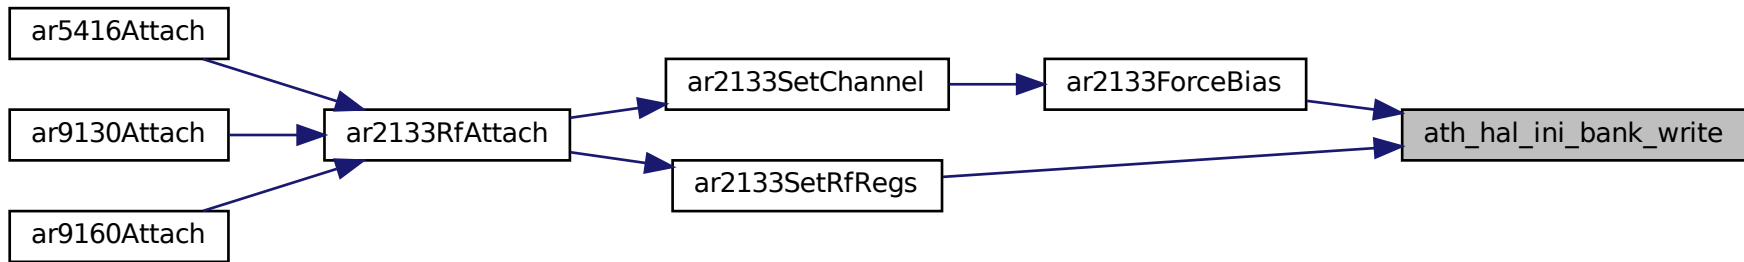 ar5416Attach
ar9130Attach
ar9160Attach
ar2133RfAttach
ar2133SetChannel
ar2133SetRfRegs
ar2133ForceBias
ath_hal_ini_bank_write